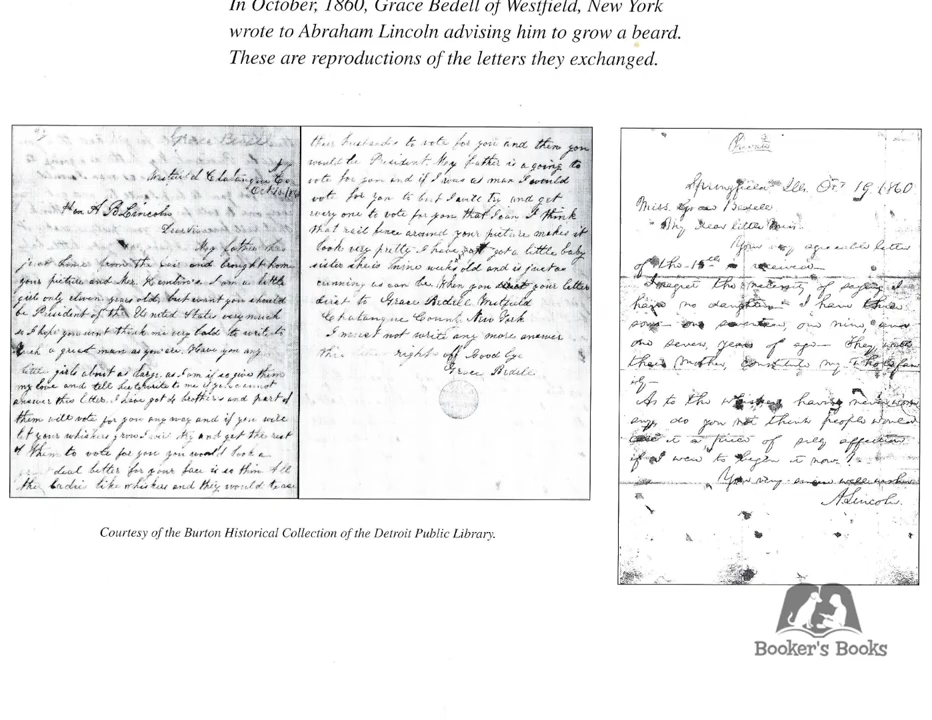 In October, 1860, Grace Bedell of Westfield, New York
wrote to Abraham Lincoln advising him to grow a beard.
These are reproductions of the letters they exchanged.
Grace Bedell
Westfield Chatauque Co
Hon A B Lincoln
Dear Sir
My father has
just home from the fair and brought home
your picture and Mr. Hamlin's. I am a little
girl only eleven years old, but want you should
be President of the United States very much
so I hope you wont think me very bold to write to
such a great man as you are. Have you any
little girls about as large as I am if so give them
my love and tell her to write to me if you cannot
answer this letter. I have got 4 brothers and part of
them will vote for you any way and if you will
let your whiskers grow I will try and get the rest
of them to vote for you you would look a
deal better for your face is so thin. All
the ladies like whiskers and they would tease
their husbands to vote for you and then you
would be President. My father is a going to
vote for you and if I was a man I would
vote for you to but I will try and get
every one to vote for you that I can I think
that rail fence around your picture makes it
look very pretty I have got a little baby
sister she is nine weeks old and is just as
cunning as can be. When you direct your letter
direct to Grace Bedell Westfield
Chatauque County New York
I must not write any more answer
this letter right off Good bye
Grace Bedell
Private
Springfield, Ills. Oct 19, 1860
Miss. Grace Bedell
My dear little Miss.
Your very agreeable letter
of the 15th is received
I regret the necessity of saying I
have no daughters I have three
sons one seventeen, one nine, and
one seven, years of age They, with
their mother, constitute my whole fam
ily
As to the whiskers, having never worn
any, do you not think people would
call it a piece of silly affection
if I were to begin it now?
Your very sincere well wisher
A. Lincoln.
Courtesy of the Burton Historical Collection of the Detroit Public Library.
Booker's Books